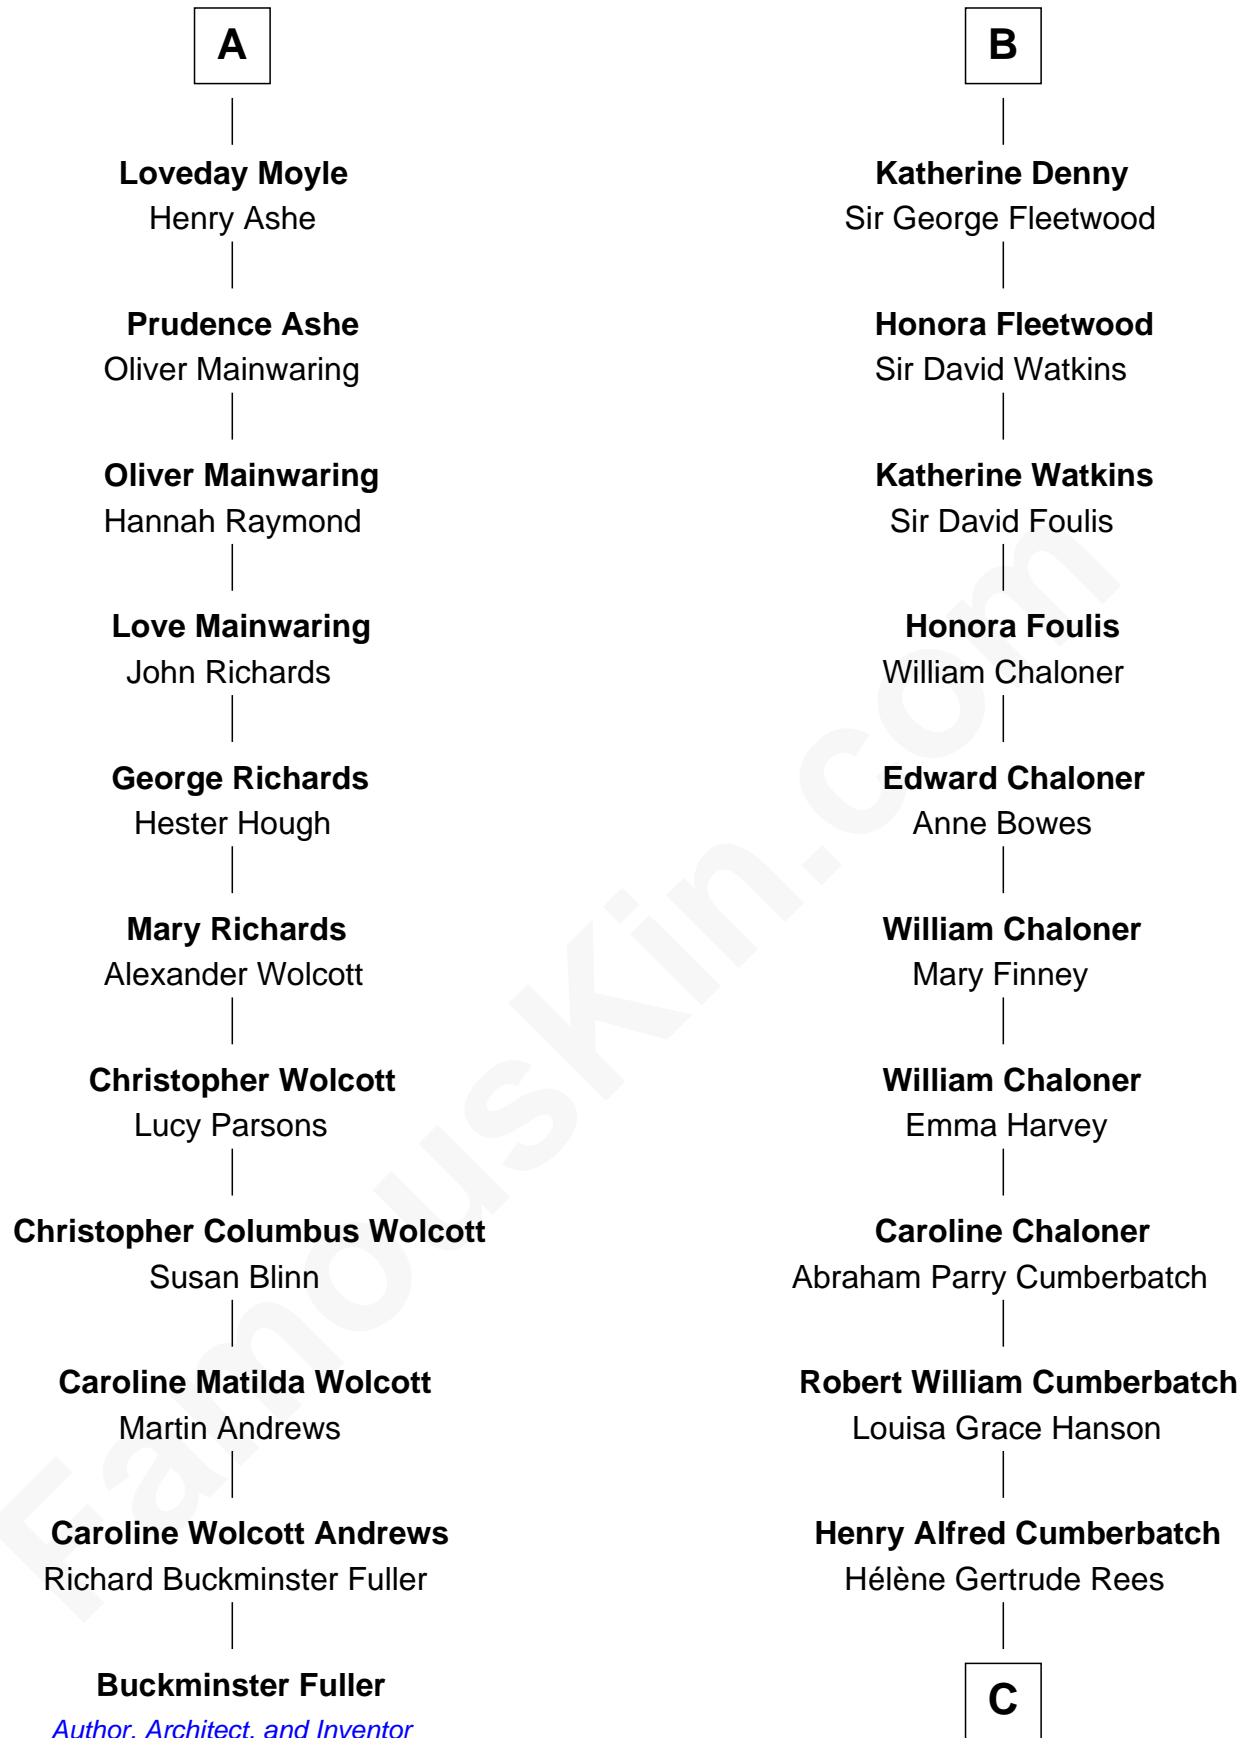 A
Loveday Moyle
Henry Ashe
Prudence Ashe
Oliver Mainwaring
Oliver Mainwaring
Hannah Raymond
Love Mainwaring
John Richards
George Richards
Hester Hough
Mary Richards
Alexander Wolcott
Christopher Wolcott
Lucy Parsons
Christopher Columbus Wolcott
Susan Blinn
Caroline Matilda Wolcott
Martin Andrews
Caroline Wolcott Andrews
Richard Buckminster Fuller
Buckminster Fuller
Author, Architect, and Inventor
B
Katherine Denny
Sir George Fleetwood
Honora Fleetwood
Sir David Watkins
Katherine Watkins
Sir David Foulis
Honora Foulis
William Chaloner
Edward Chaloner
Anne Bowes
William Chaloner
Mary Finney
William Chaloner
Emma Harvey
Caroline Chaloner
Abraham Parry Cumberbatch
Robert William Cumberbatch
Louisa Grace Hanson
Henry Alfred Cumberbatch
Hélène Gertrude Rees
C
FamousKin.com